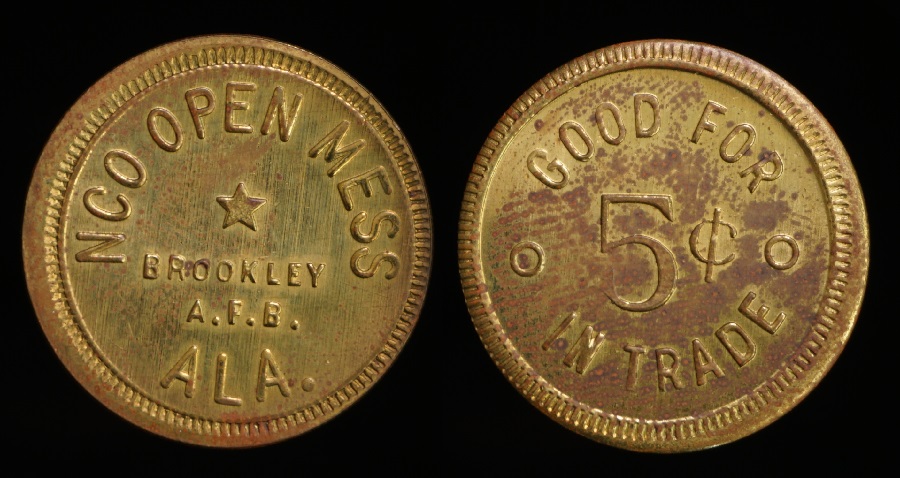 NCO OPEN MESS
BROOKLEY
A.F.B.
ALA.
GOOD FOR
5¢
IN TRADE